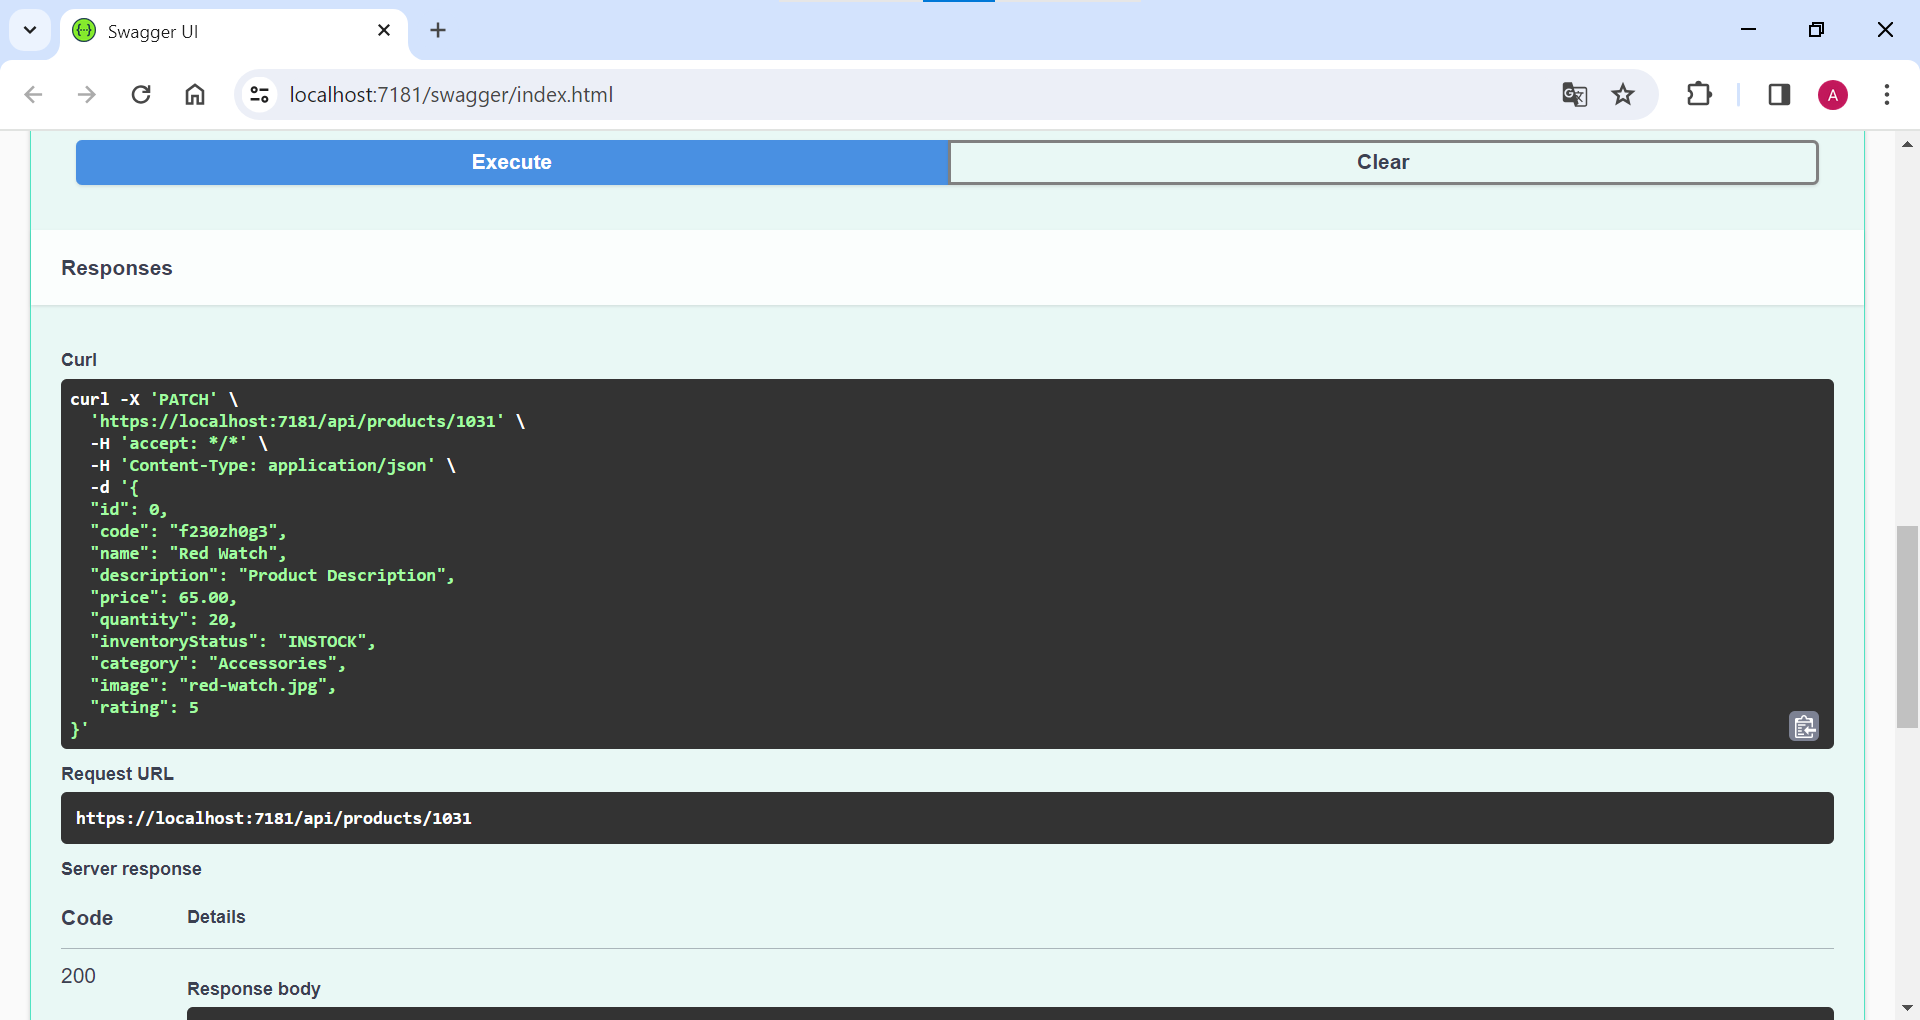 Swagger UI
localhost:7181/swagger/index.html
A
Execute
Clear
Responses
Curl
curl -X 'PATCH' \
  'https://localhost:7181/api/products/1031' \
  -H 'accept: */*' \
  -H 'Content-Type: application/json' \
  -d '{
  "id": 0,
  "code": "f230zh0g3",
  "name": "Red Watch",
  "description": "Product Description",
  "price": 65.00,
  "quantity": 20,
  "inventoryStatus": "INSTOCK",
  "category": "Accessories",
  "image": "red-watch.jpg",
  "rating": 5
}'
Request URL
https://localhost:7181/api/products/1031
Server response
Code
Details
200
Response body